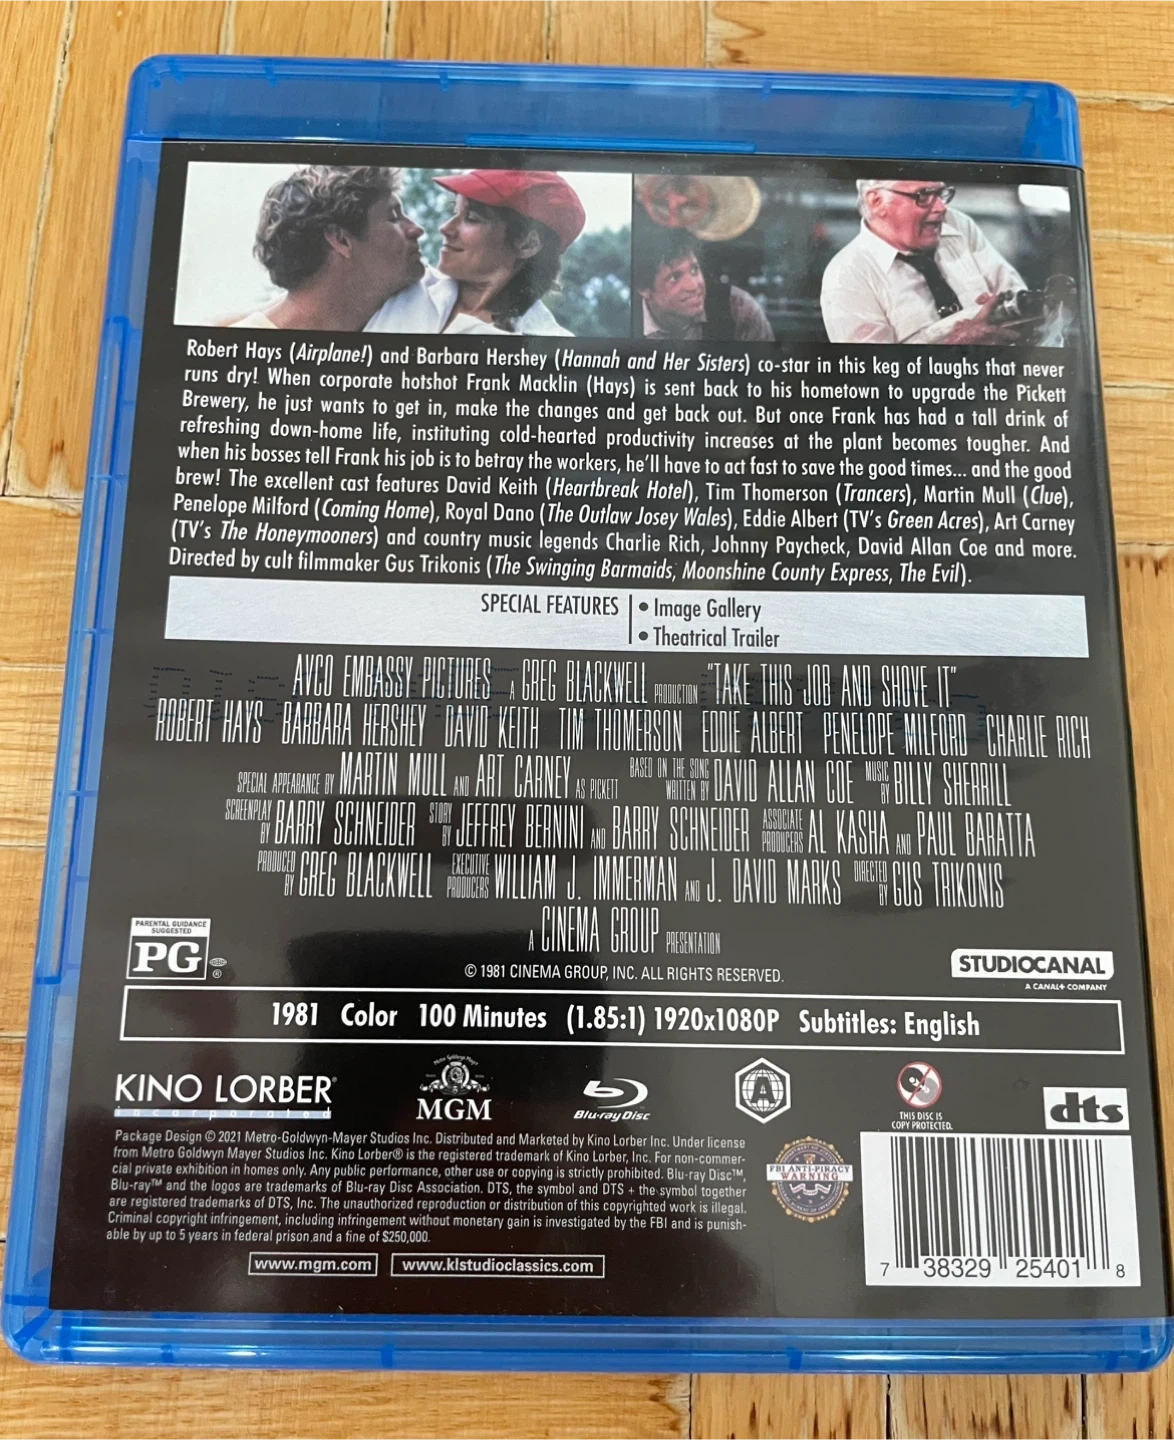 Robert Hays (Airplane!) and Barbara Hershey (Hannah and Her Sisters) co-star in this keg of laughs that never
runs dry! When corporate hotshot Frank Macklin (Hays) is sent back to his hometown to upgrade the Pickett
Brewery, he just wants to get in, make the changes and get back out. But once Frank has had a tall drink of
refreshing down-home life, instituting cold-hearted productivity increases at the plant becomes tougher. And
when his bosses tell Frank his job is to betray the workers, he'll have to act fast to save the good times... and the good
brew! The excellent cast features David Keith (Heartbreak Hotel), Tim Thomerson (Trancers), Martin Mull (Clue),
Penelope Milford (Coming Home), Royal Dano (The Outlaw Josey Wales), Eddie Albert (TV's Green Acres), Art Carney
(TV's The Honeymooners) and country music legends Charlie Rich, Johnny Paycheck, David Allan Coe and more.
Directed by cult filmmaker Gus Trikonis (The Swinging Barmaids, Moonshine County Express, The Evil).
SPECIAL FEATURES • Image Gallery
• Theatrical Trailer
AVCO EMBASSY PICTURES A GREG BLACKWELL PRODUCTION "TAKE THIS JOB AND SHOVE IT"
ROBERT HAYS BARBARA HERSHEY DAVID KEITH TIM THOMERSON EDDIE ALBERT PENELOPE MILFORD CHARLIE RICH
SPECIAL APPEARANCE BY MARTIN MULL AND ART CARNEY AS PICKETT BASED ON THE SONG WRITTEN BY DAVID ALLAN COE MUSIC BY BILLY SHERRILL
SCREENPLAY BY BARRY SCHNEIDER STORY BY JEFFREY BERNINI AND BARRY SCHNEIDER ASSOCIATE PRODUCERS AL KASHA AND PAUL BARATTA
PRODUCED BY GREG BLACKWELL EXECUTIVE PRODUCERS WILLIAM J. IMMERMAN AND J. DAVID MARKS DIRECTED BY GUS TRIKONIS
A CINEMA GROUP PRESENTATION
PARENTAL GUIDANCE SUGGESTED
PG
®
© 1981 CINEMA GROUP, INC. ALL RIGHTS RESERVED.
STUDIOCANAL
A CANAL+ COMPANY
1981 Color 100 Minutes (1.85:1) 1920x1080P Subtitles: English
KINO LORBER®
incorporated
MGM
Blu-ray Disc
A
THIS DISC IS
COPY PROTECTED.
dts
Package Design © 2021 Metro-Goldwyn-Mayer Studios Inc. Distributed and Marketed by Kino Lorber Inc. Under license
from Metro Goldwyn Mayer Studios Inc. Kino Lorber® is the registered trademark of Kino Lorber, Inc. For non-commer-
cial private exhibition in homes only. Any public performance, other use or copying is strictly prohibited. Blu-ray Disc™,
Blu-ray™ and the logos are trademarks of Blu-ray Disc Association. DTS, the symbol and DTS + the symbol together
are registered trademarks of DTS, Inc. The unauthorized reproduction or distribution of this copyrighted work is illegal.
Criminal copyright infringement, including infringement without monetary gain is investigated by the FBI and is punish-
able by up to 5 years in federal prison and a fine of $250,000.
FBI ANTI-PIRACY
WARNING
www.mgm.com www.klstudioclassics.com
7 38329 25401 8